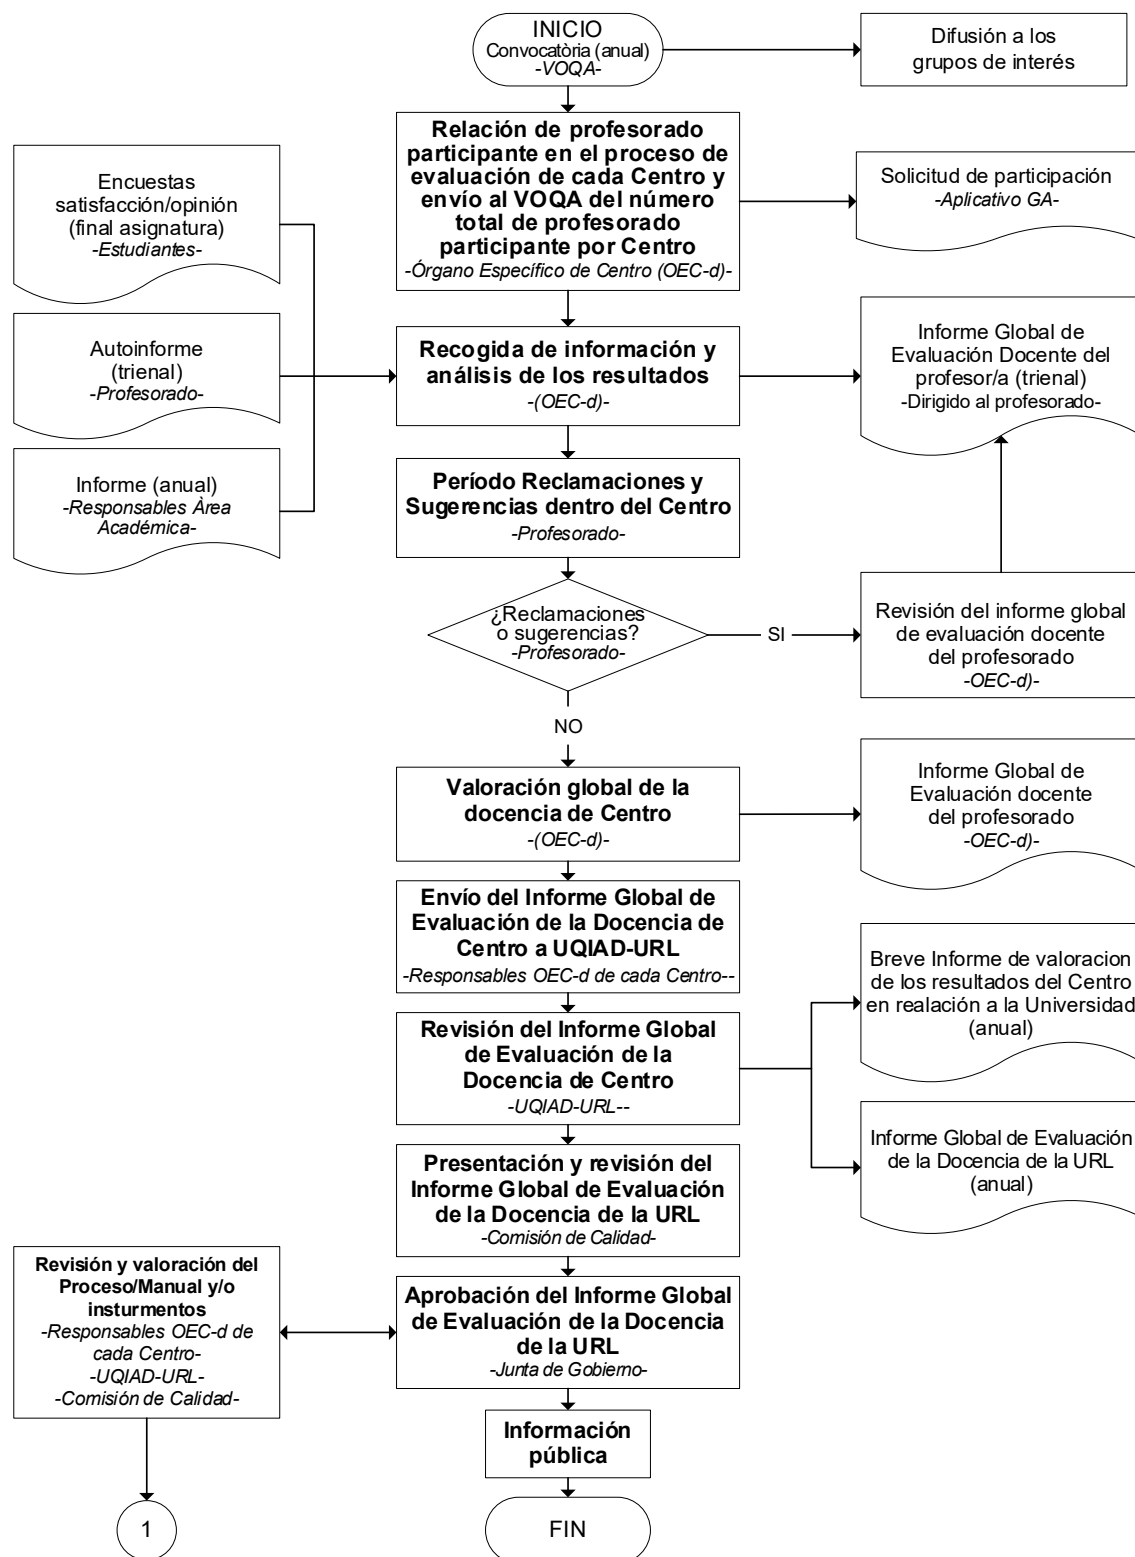 INICIO
Convocatòria (anual)
-VOQA-
Difusión a los
grupos de interés
Relación de profesorado
participante en el proceso de
evaluación de cada Centro y
envío al VOQA del número
total de profesorado
participante por Centro
-Órgano Específico de Centro (OEC-d)-
Solicitud de participación
-Aplicativo GA-
Encuestas
satisfacción/opinión
(final asignatura)
-Estudiantes-
Autoinforme
(trienal)
-Profesorado-
Informe (anual)
-Responsables Àrea
Académica-
Recogida de información y
análisis de los resultados
-(OEC-d)-
Informe Global de
Evaluación Docente del
profesor/a (trienal)
-Dirigido al profesorado-
Período Reclamaciones y
Sugerencias dentro del Centro
-Profesorado-
¿Reclamaciones
o sugerencias?
-Profesorado-
SI
Revisión del informe global
de evaluación docente
del profesorado
-OEC-d)-
NO
Valoración global de la
docencia de Centro
-(OEC-d)-
Informe Global de
Evaluación docente
del profesorado
-OEC-d)-
Envío del Informe Global de
Evaluación de la Docencia de
Centro a UQIAD-URL
-Responsables OEC-d de cada Centro--
Revisión del Informe Global
de Evaluación de la
Docencia de Centro
-UQIAD-URL--
Breve Informe de valoracion
de los resultados del Centro
en realación a la Universidad
(anual)
Informe Global de Evaluación
de la Docencia de la URL
(anual)
Presentación y revisión del
Informe Global de Evaluación
de la Docencia de la URL
-Comisión de Calidad-
Revisión y valoración del
Proceso/Manual y/o
insturmentos
-Responsables OEC-d de
cada Centro-
-UQIAD-URL-
-Comisión de Calidad-
Aprobación del Informe Global
de Evaluación de la Docencia
de la URL
-Junta de Gobierno-
Información
pública
1
FIN